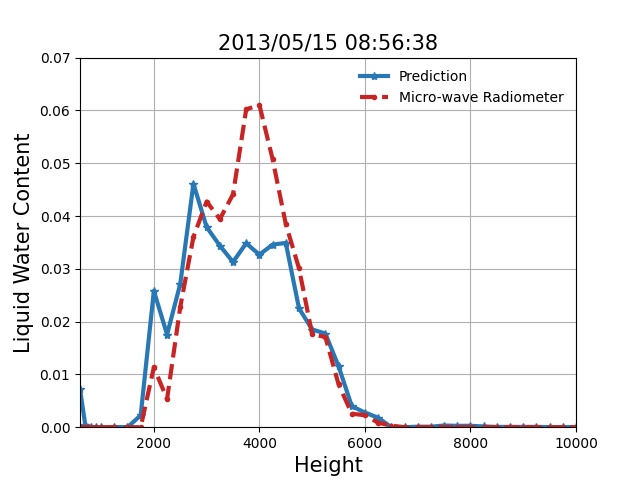 2013/05/15 08:56:38
0.07
0.06
0.05
0.04
0.03
0.02
0.01
0.00
Liquid Water Content
Prediction
Micro-wave Radiometer
2000 4000 6000 8000 10000
Height